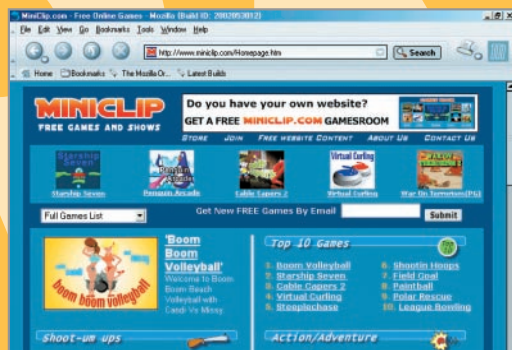 MiniClip.com - Free Online Games - Mozilla {Build ID: 2002053012}
File Edit View Go Bookmarks Tools Window Help
http://www.miniclip.com/Homepage.htm
Search
Home Bookmarks The Mozilla Or... Latest Builds
MINICLIP
FREE GAMES AND SHOWS
Do you have your own website?
GET A FREE MINICLIP.COM GAMESROOM
STORE JOIN FREE WEBSITE CONTENT ABOUT US CONTACT US
Starship Seven
Penguin Arcade
Cable Capers 2
Virtual Curling
Starship Seven Penguin Arcade Cable Capers 2 Virtual Curling War On Terrorism(PG)
Full Games List
Get New FREE Games By Email
Submit
boom boom volleyball
'Boom Boom Volleyball'
Welcome to Boom
Boom Beach
Volleyball with
Candi Vs Missy
Top 10 Games
Top 10
1. Boom Volleyball
2. Starship Seven
3. Cable Capers 2
4. Virtual Curling
5. Steeplechase
6. Shootin Hoops
7. Field Goal
8. Paintball
9. Polar Rescue
10. League Bowling
Shoot-um ups
Action/Adventure